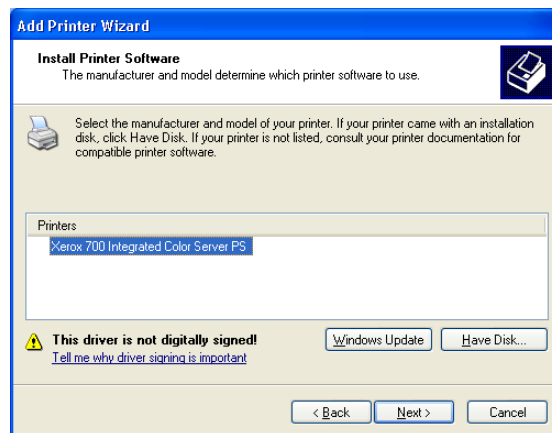 Add Printer Wizard
Install Printer Software
The manufacturer and model determine which printer software to use.
Select the manufacturer and model of your printer. If your printer came with an installation
disk, click Have Disk. If your printer is not listed, consult your printer documentation for
compatible printer software.
Printers
Xerox 700 Integrated Color Server PS
This driver is not digitally signed!
Tell me why driver signing is important
Windows Update
Have Disk...
< Back
Next >
Cancel